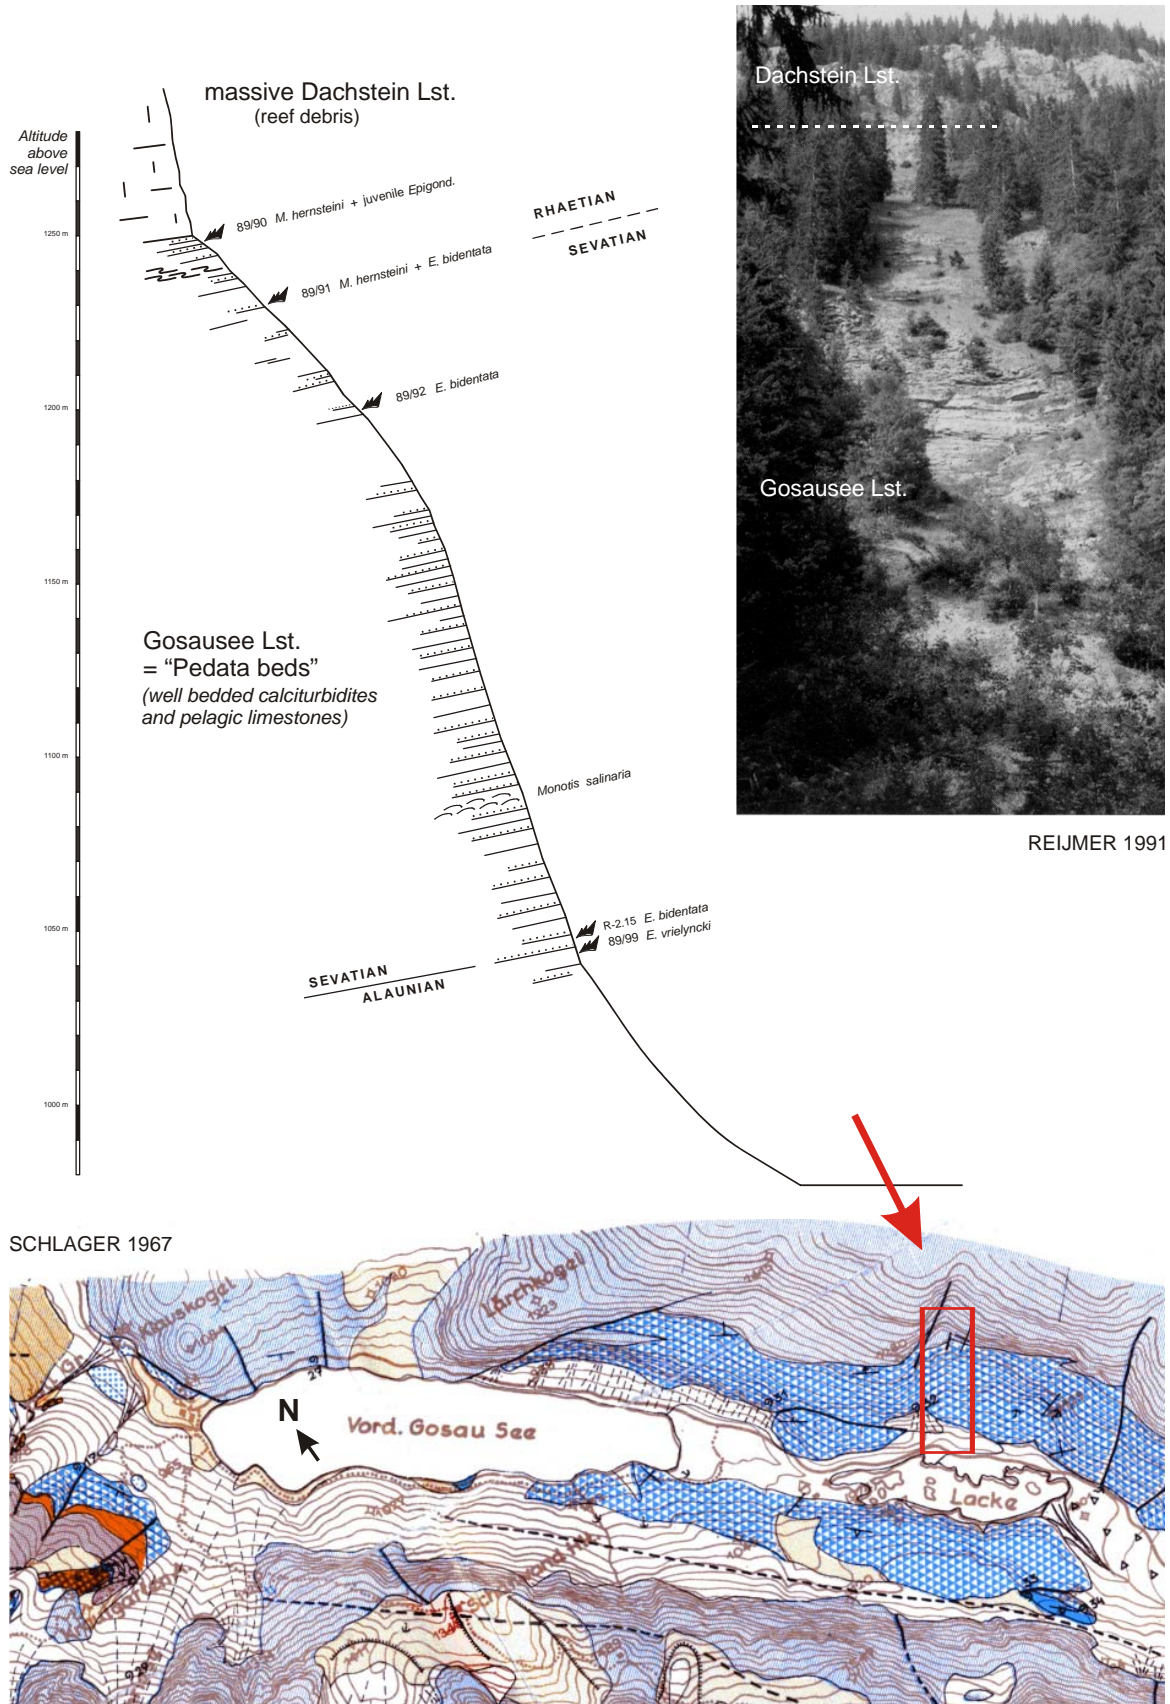 massive Dachstein Lst.
(reef debris)
Altitude
above
sea level
Dachstein Lst.
89/90 M. hernsteini + juvenile Epigond.
RHAETIAN
SEVATIAN
1250 m
89/91 M. hernsteini + E. bidentata
89/92 E. bidentata
1200 m
Gosausee Lst.
1150 m
Gosausee Lst.
= “Pedata beds”
(well bedded calciturbidites
and pelagic limestones)
1100 m
Monotis salinaria
REIJMER 1991
R-2.15 E. bidentata
89/99 E. vrielyncki
1050 m
SEVATIAN
ALAUNIAN
1000 m
SCHLAGER 1967
Klauskogel
Lärchkogel
1323
N
Vord. Gosau See
Lacke